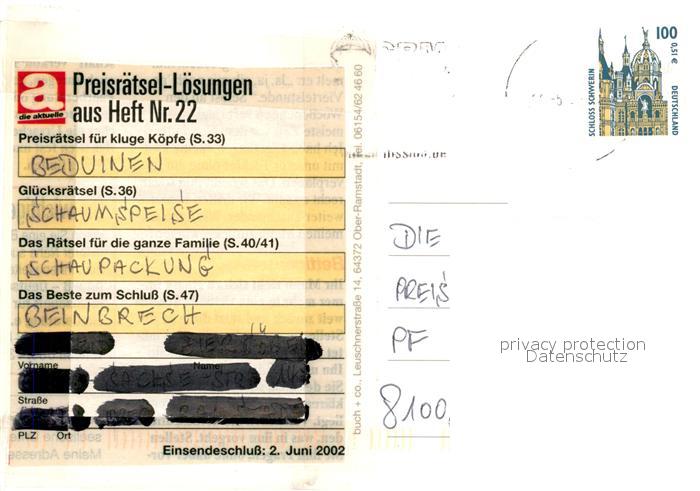 a
die aktuelle
Preisrätsel-Lösungen
aus Heft Nr. 22
Preisrätsel für kluge Köpfe (S. 33)
BEDUINEN
Glücksrätsel (S. 36)
SCHAUMSPEISE
Das Rätsel für die ganze Familie (S. 40/41)
SCHAUPACKUNG
Das Beste zum Schluß (S. 47)
BEINBRECH
Vorname Name
Straße
PLZ Ort
Einsendeschluß: 2. Juni 2002
buch + co., Leuschnerstraße 14, 64372 Ober-Ramstadt, Tel. 06154/62 46 60
100
0,51 €
SCHLOSS SCHWERIN
DEUTSCHLAND
DIE
PREIS
PF
8100,
privacy protection
Datenschutz